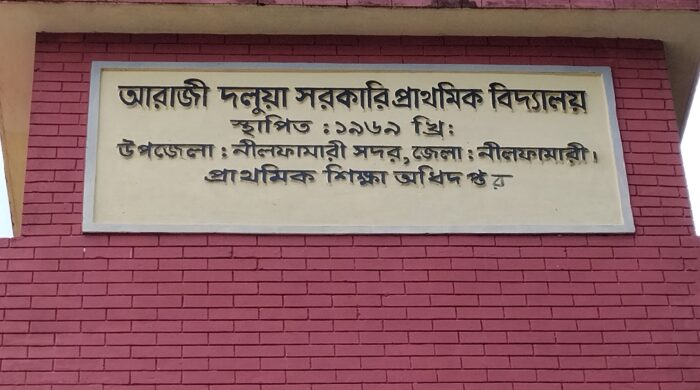 আরাজী দলুয়া সরকারি প্রাথমিক বিদ্যালয়
স্থাপিত : ১৯৬৯ খ্রি:
উপজেলা : নীলফামারী সদর, জেলা : নীলফামারী।
প্রাথমিক শিক্ষা অধিদপ্তর